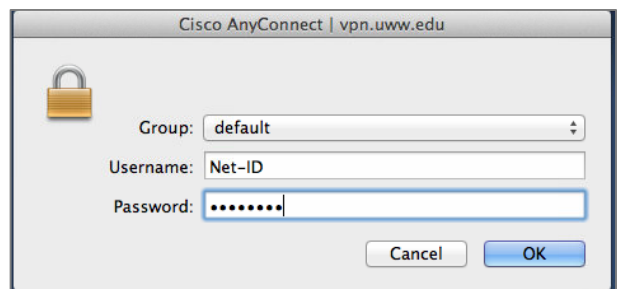 Cisco AnyConnect | vpn.uww.edu
Group: default
Username: Net-ID
Password: ••••••••
Cancel OK